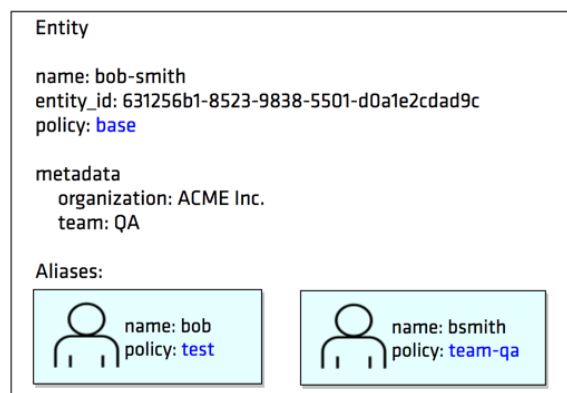 Entity
name: bob-smith
entity_id: 631256b1-8523-9838-5501-d0a1e2cdad9c
policy: base
metadata
organization: ACME Inc.
team: QA
Aliases:
name: bob
policy: test
name: bsmith
policy: team-qa